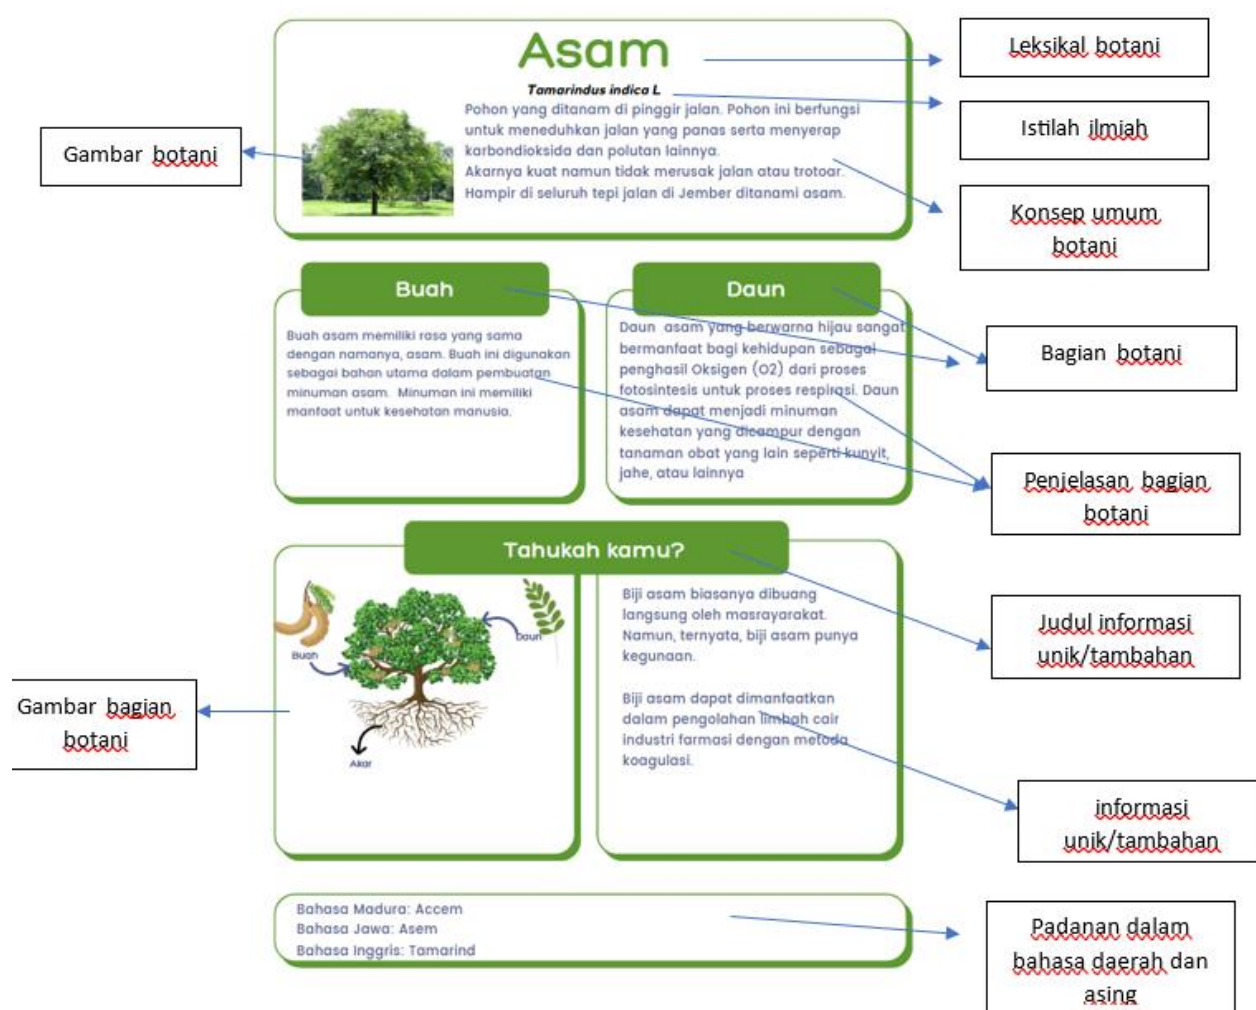 Asam
Tamarindus indica L
Pohon yang ditanam di pinggir jalan. Pohon ini berfungsi
untuk meneduhkan jalan yang panas serta menyerap
karbondioksida dan polutan lainnya.
Akarnya kuat namun tidak merusak jalan atau trotoar.
Hampir di seluruh tepi jalan di Jember ditanami asam.
Gambar botani
Leksikal botani
Istilah ilmiah
Konsep umum
botani
Buah
Buah asam memiliki rasa yang sama
dengan namanya, asam. Buah ini digunakan
sebagai bahan utama dalam pembuatan
minuman asam. Minuman ini memiliki
manfaat untuk kesehatan manusia.
Daun
Daun asam yang berwarna hijau sangat
bermanfaat bagi kehidupan sebagai
penghasil Oksigen (O2) dari proses
fotosintesis untuk proses respirasi. Daun
asam dapat menjadi minuman
kesehatan yang dicampur dengan
tanaman obat yang lain seperti kunyit,
jahe, atau lainnya
Bagian botani
Penjelasan bagian
botani
Tahukah kamu?
Buah
Daun
Akar
Biji asam biasanya dibuang
langsung oleh masrayarakat.
Namun, ternyata, biji asam punya
kegunaan.
Biji asam dapat dimanfaatkan
dalam pengolahan limbah cair
industri farmasi dengan metoda
koagulasi.
Judul informasi
unik/tambahan
Gambar bagian
botani
informasi
unik/tambahan
Bahasa Madura: Accem
Bahasa Jawa: Asem
Bahasa Inggris: Tamarind
Padanan dalam
bahasa daerah dan
asing